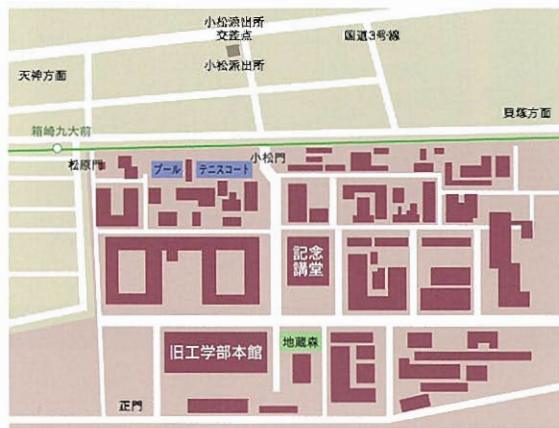 小松派出所
交差点
国道3号線
小松派出所
天神方面
貝塚方面
箱崎九大前
松原門
プール
テニスコート
小松門
記念
講堂
旧工学部本館
地蔵森
正門